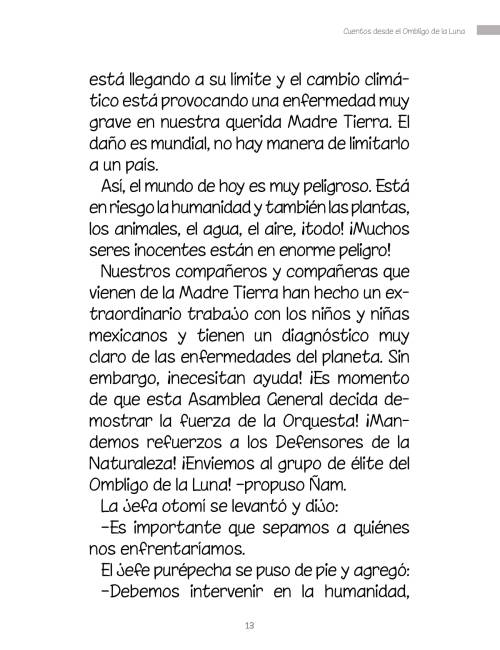 Cuentos desde el Ombligo de la Luna
está llegando a su límite y el cambio climá-
tico está provocando una enfermedad muy
grave en nuestra querida Madre Tierra. El
daño es mundial, no hay manera de limitarlo
a un país.
Así, el mundo de hoy es muy peligroso. Está
en riesgo la humanidad y también las plantas,
los animales, el agua, el aire, ¡todo! ¡Muchos
seres inocentes están en enorme peligro!
Nuestros compañeros y compañeras que
vienen de la Madre Tierra han hecho un ex-
traordinario trabajo con los niños y niñas
mexicanos y tienen un diagnóstico muy
claro de las enfermedades del planeta. Sin
embargo, ¡necesitan ayuda! ¡Es momento
de que esta Asamblea General decida de-
mostrar la fuerza de la Orquesta! ¡Man-
demos refuerzos a los Defensores de la
Naturaleza! ¡Enviemos al grupo de élite del
Ombligo de la Luna! –propuso Ñam.
La jefa otomí se levantó y dijo:
–Es importante que sepamos a quiénes
nos enfrentaríamos.
El jefe purépecha se puso de pie y agregó:
–Debemos intervenir en la humanidad,
13